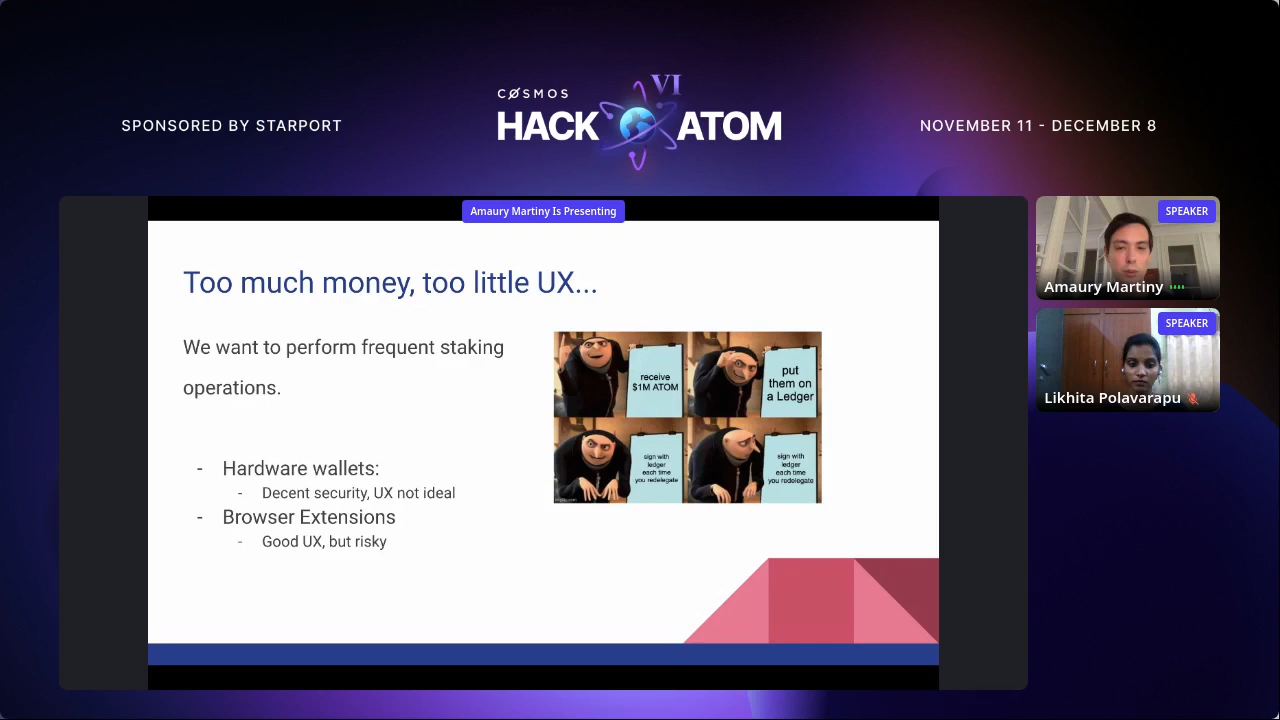 SPONSORED BY STARPORT
CØSMOS
VI
HACK ATOM
NOVEMBER 11 - DECEMBER 8
Amaury Martiny Is Presenting
Too much money, too little UX...
We want to perform frequent staking
operations.
- Hardware wallets:
- Decent security, UX not ideal
- Browser Extensions
- Good UX, but risky
receive
$1M ATOM
put
them on
a Ledger
sign with
ledger
each time
you redelegate
sign with
ledger
each time
you redelegate
SPEAKER
Amaury Martiny
SPEAKER
Likhita Polavarapu